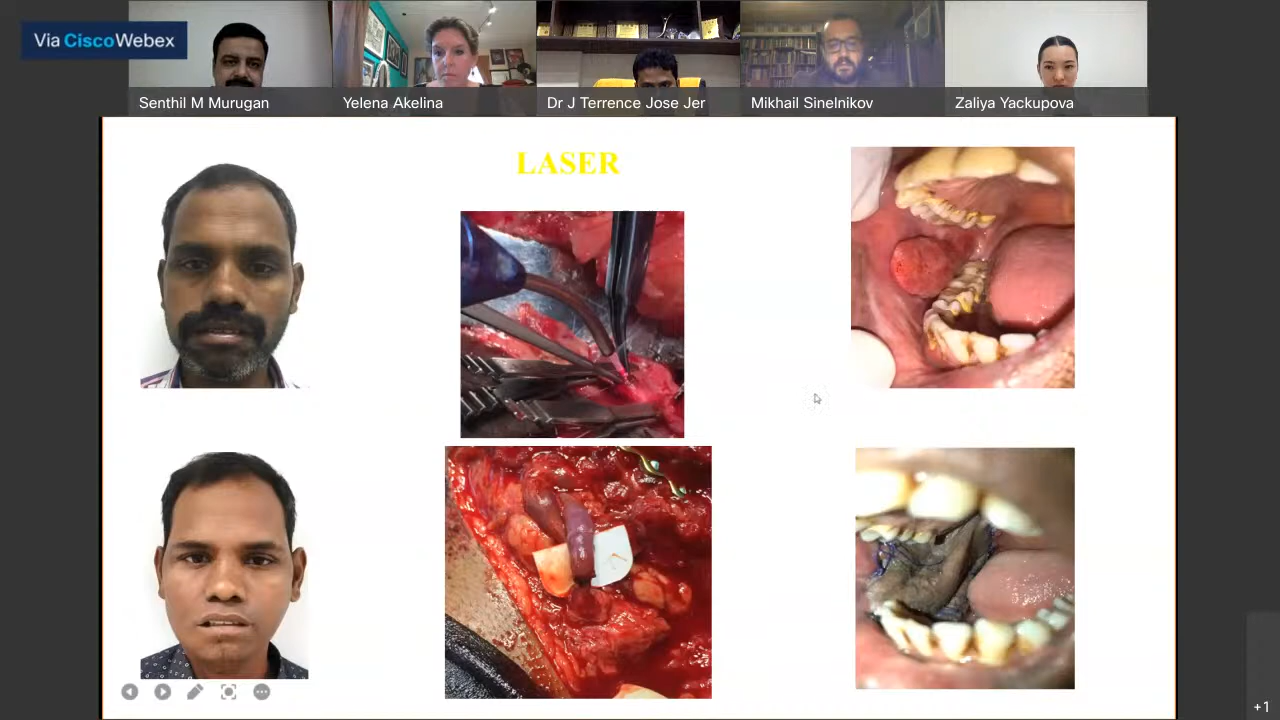 Via CiscoWebex
Senthil M Murugan
Yelena Akelina
Dr J Terrence Jose Jer
Mikhail Sinelnikov
Zaliya Yackupova
LASER
+1